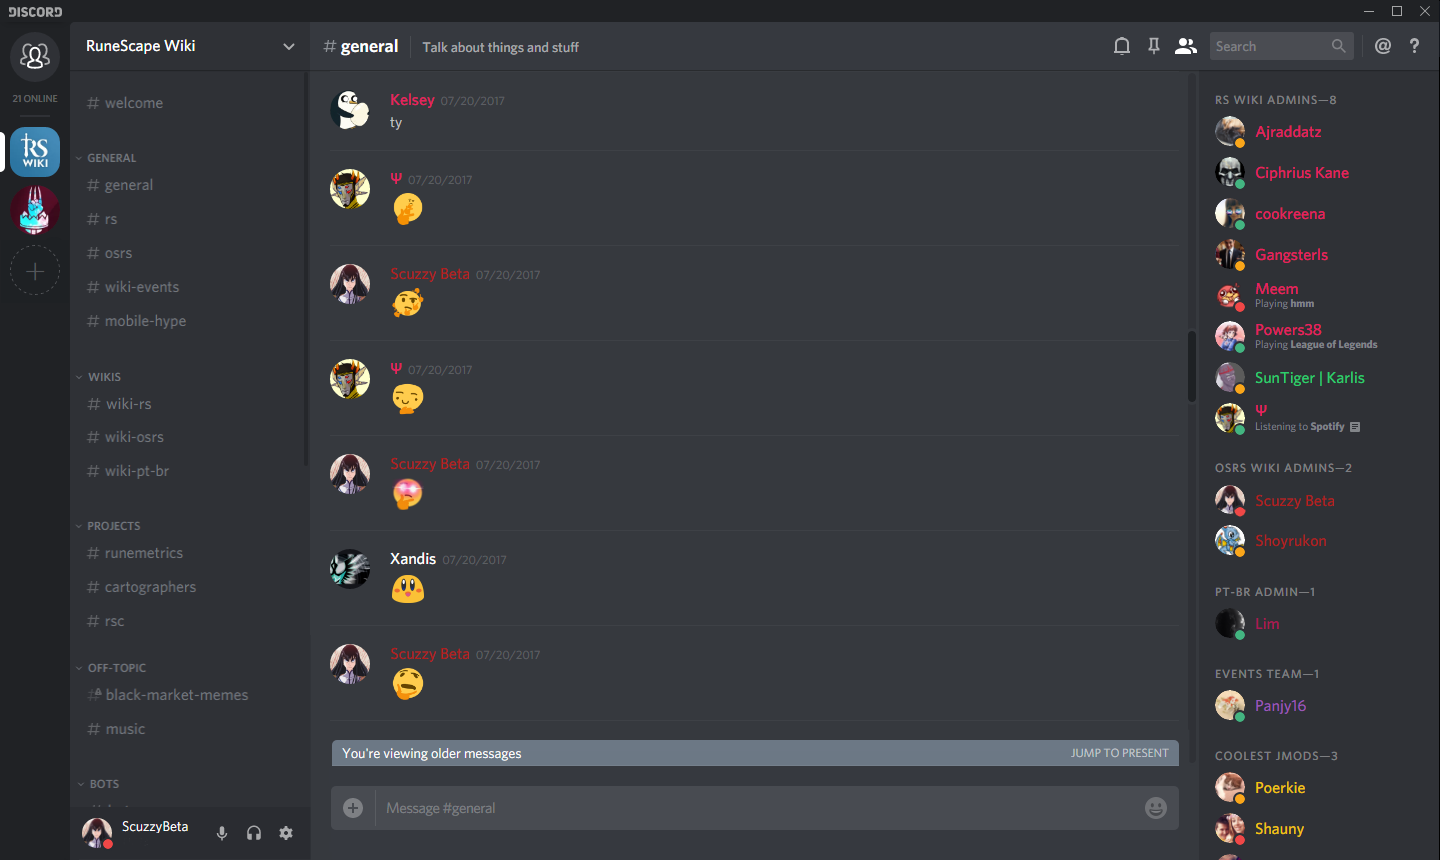 DISCORD
21 ONLINE
RS
WIKI
RuneScape Wiki
# welcome
GENERAL
# general
# rs
# osrs
# wiki-events
# mobile-hype
WIKIS
# wiki-rs
# wiki-osrs
# wiki-pt-br
PROJECTS
# runemetrics
# cartographers
# rsc
OFF-TOPIC
# black-market-memes
# music
BOTS
ScuzzyBeta
# general
Talk about things and stuff
Search
@ ?
Kelsey 07/20/2017
ty
Ψ 07/20/2017
Scuzzy Beta 07/20/2017
Ψ 07/20/2017
Scuzzy Beta 07/20/2017
Xandis 07/20/2017
Scuzzy Beta 07/20/2017
You're viewing older messages
JUMP TO PRESENT
Message #general
RS WIKI ADMINS—8
Ajraddatz
Ciphrius Kane
cookreena
Gangsterls
Meem
Playing hmm
Powers38
Playing League of Legends
SunTiger | Karlis
Ψ
Listening to Spotify
OSRS WIKI ADMINS—2
Scuzzy Beta
Shoyrukon
PT-BR ADMIN—1
Lim
EVENTS TEAM—1
Panjy16
COOLEST JMODS—3
Poerkie
Shauny